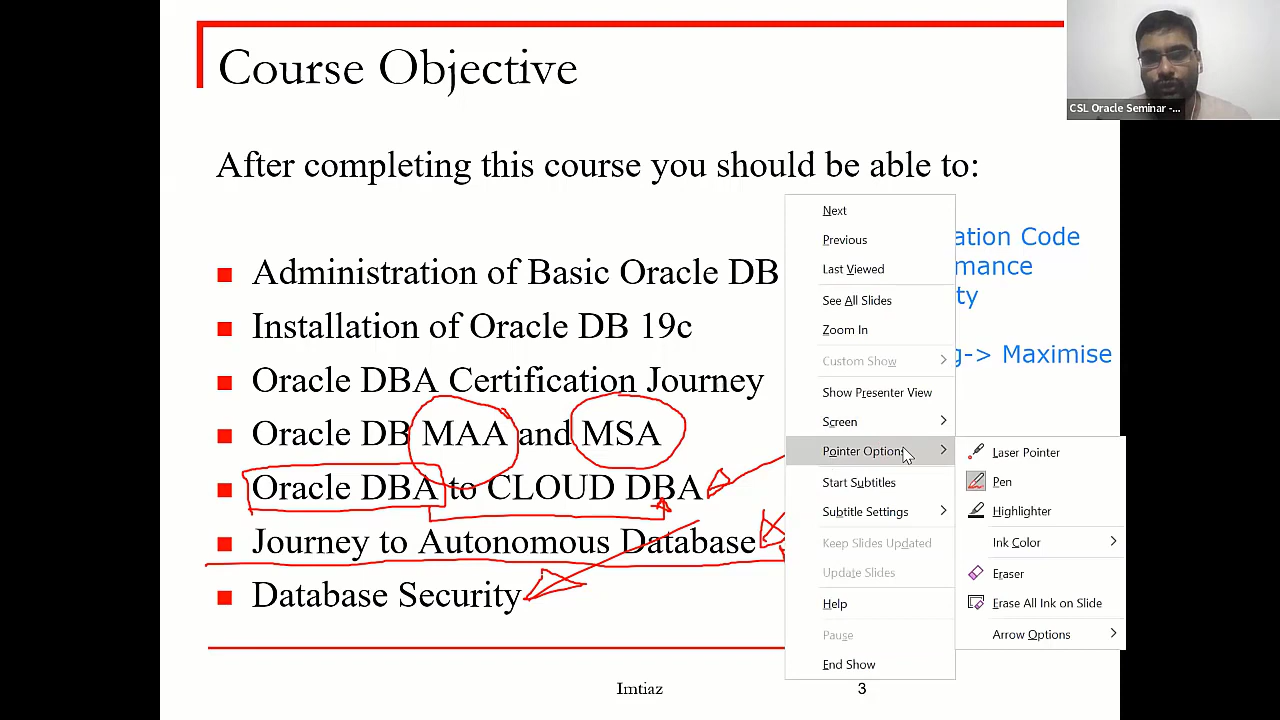 Course Objective
CSL Oracle Seminar -...
After completing this course you should be able to:
Administration of Basic Oracle DB
Installation of Oracle DB 19c
Oracle DBA Certification Journey
Oracle DB MAA and MSA
Oracle DBA to CLOUD DBA
Journey to Autonomous Database
Database Security
ation Code
mance
ty
g-> Maximise
Next
Previous
Last Viewed
See All Slides
Zoom In
Custom Show
Show Presenter View
Screen
Pointer Options
Start Subtitles
Subtitle Settings
Keep Slides Updated
Update Slides
Help
Pause
End Show
Laser Pointer
Pen
Highlighter
Ink Color
Eraser
Erase All Ink on Slide
Arrow Options
Imtiaz
3